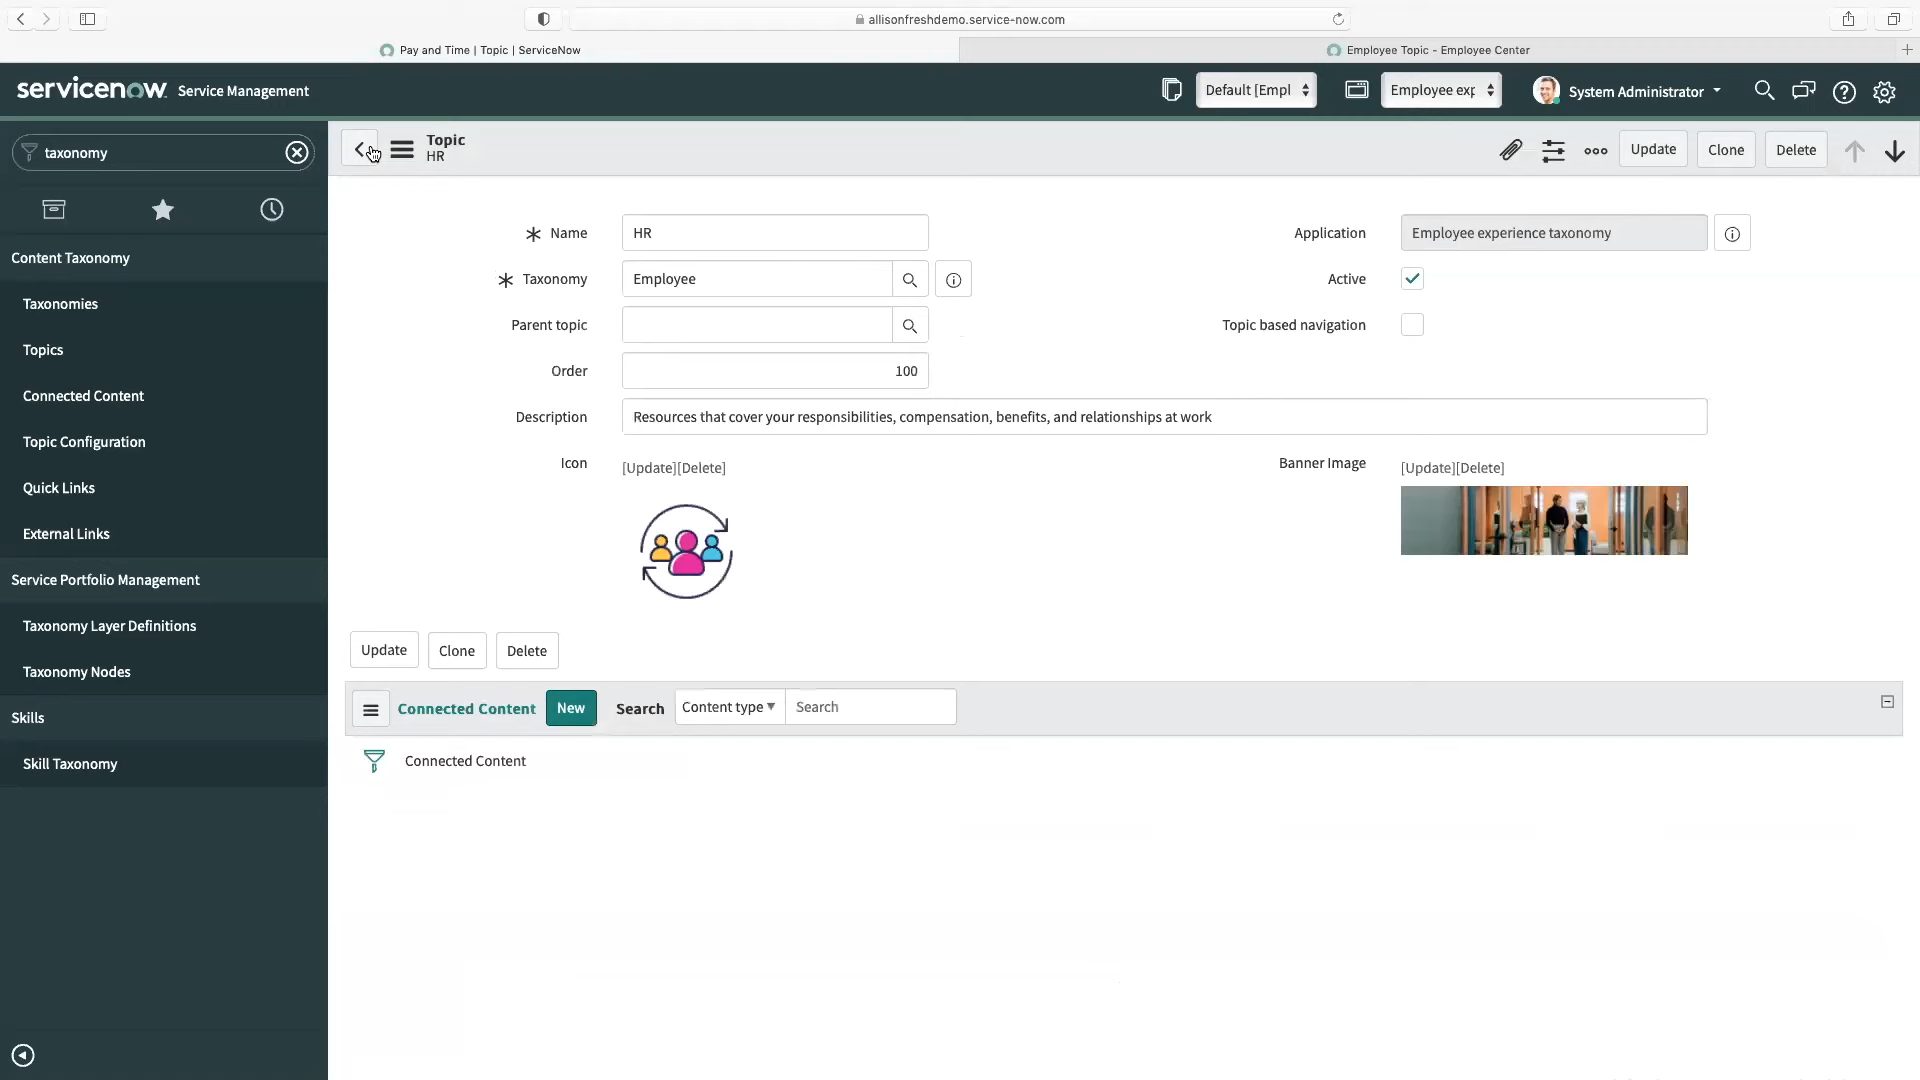 allisonfreshdemo.service-now.com
Pay and Time | Topic | ServiceNow
Employee Topic - Employee Center
servicenow Service Management
Default [Empl
Employee exp
System Administrator
taxonomy
Topic
HR
Update
Clone
Delete
Content Taxonomy
Taxonomies
Topics
Connected Content
Topic Configuration
Quick Links
External Links
Service Portfolio Management
Taxonomy Layer Definitions
Taxonomy Nodes
Skills
Skill Taxonomy
Name HR
Application Employee experience taxonomy
Taxonomy Employee
Active
Parent topic
Topic based navigation
Order 100
Description Resources that cover your responsibilities, compensation, benefits, and relationships at work
Icon [Update][Delete]
Banner Image [Update][Delete]
Update Clone Delete
Connected Content New Search Content type Search
Connected Content